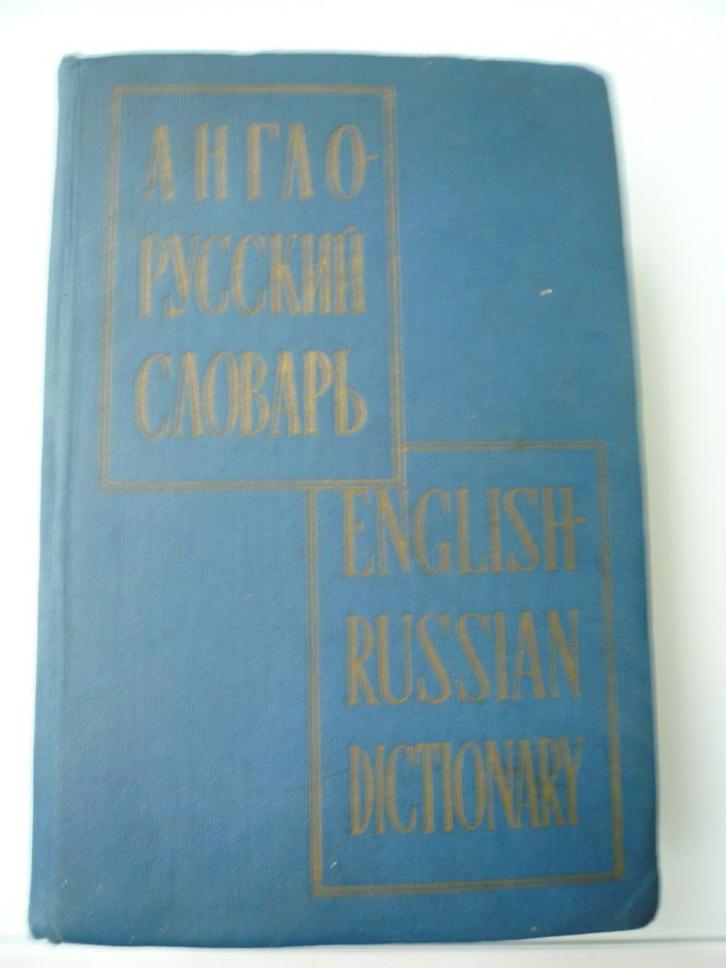 АНГЛО-
РУССКИЙ
СЛОВАРЬ
ENGLISH-
RUSSIAN
DICTIONARY